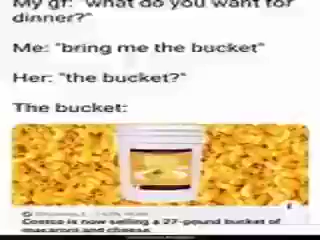 My gf: "what do you want for
dinner?"
Me: "bring me the bucket"
Her: "the bucket?"
The bucket:
Costco is now selling a 27-pound bucket of
macaroni and cheese